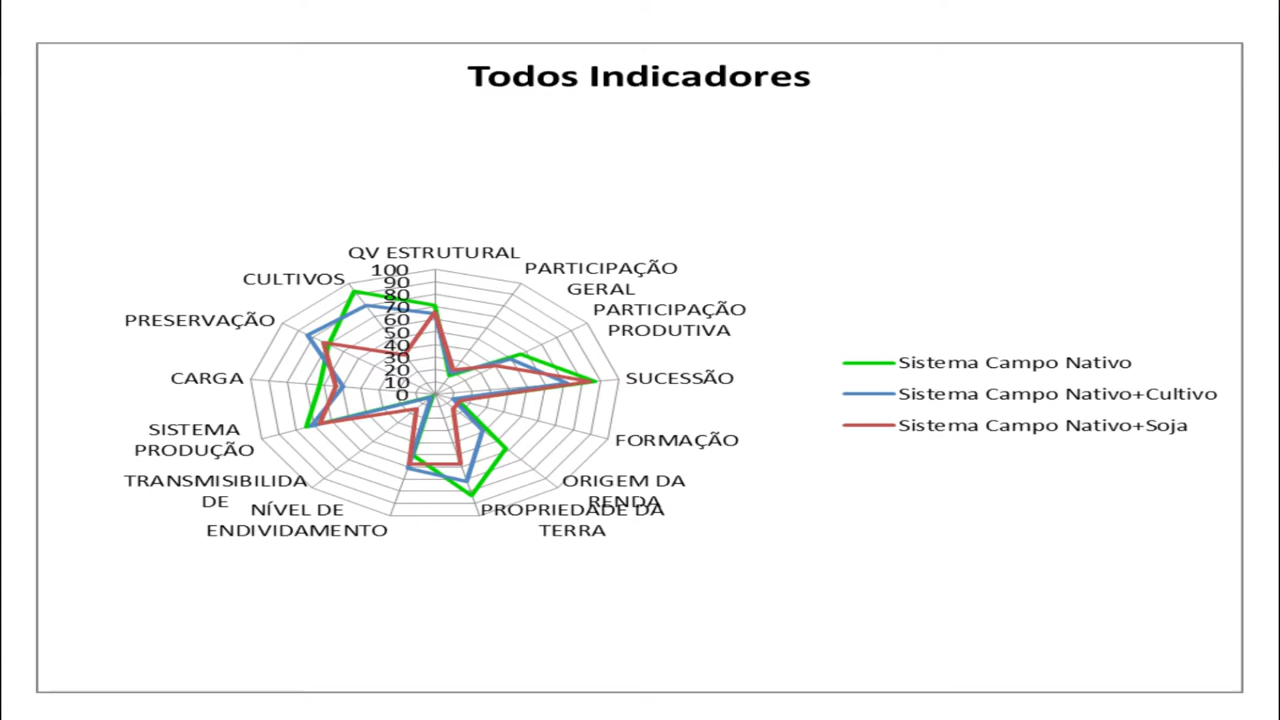 Todos Indicadores
QV ESTRUTURAL
100
90
80
70
60
50
40
30
20
10
0
PARTICIPAÇÃO
GERAL
PARTICIPAÇÃO
PRODUTIVA
SUCESSÃO
FORMAÇÃO
ORIGEM DA
RENDA
PROPRIEDADE DA
TERRA
NÍVEL DE
ENDIVIDAMENTO
TRANSMISIBILIDA
DE
SISTEMA
PRODUÇÃO
CARGA
PRESERVAÇÃO
CULTIVOS
Sistema Campo Nativo
Sistema Campo Nativo+Cultivo
Sistema Campo Nativo+Soja